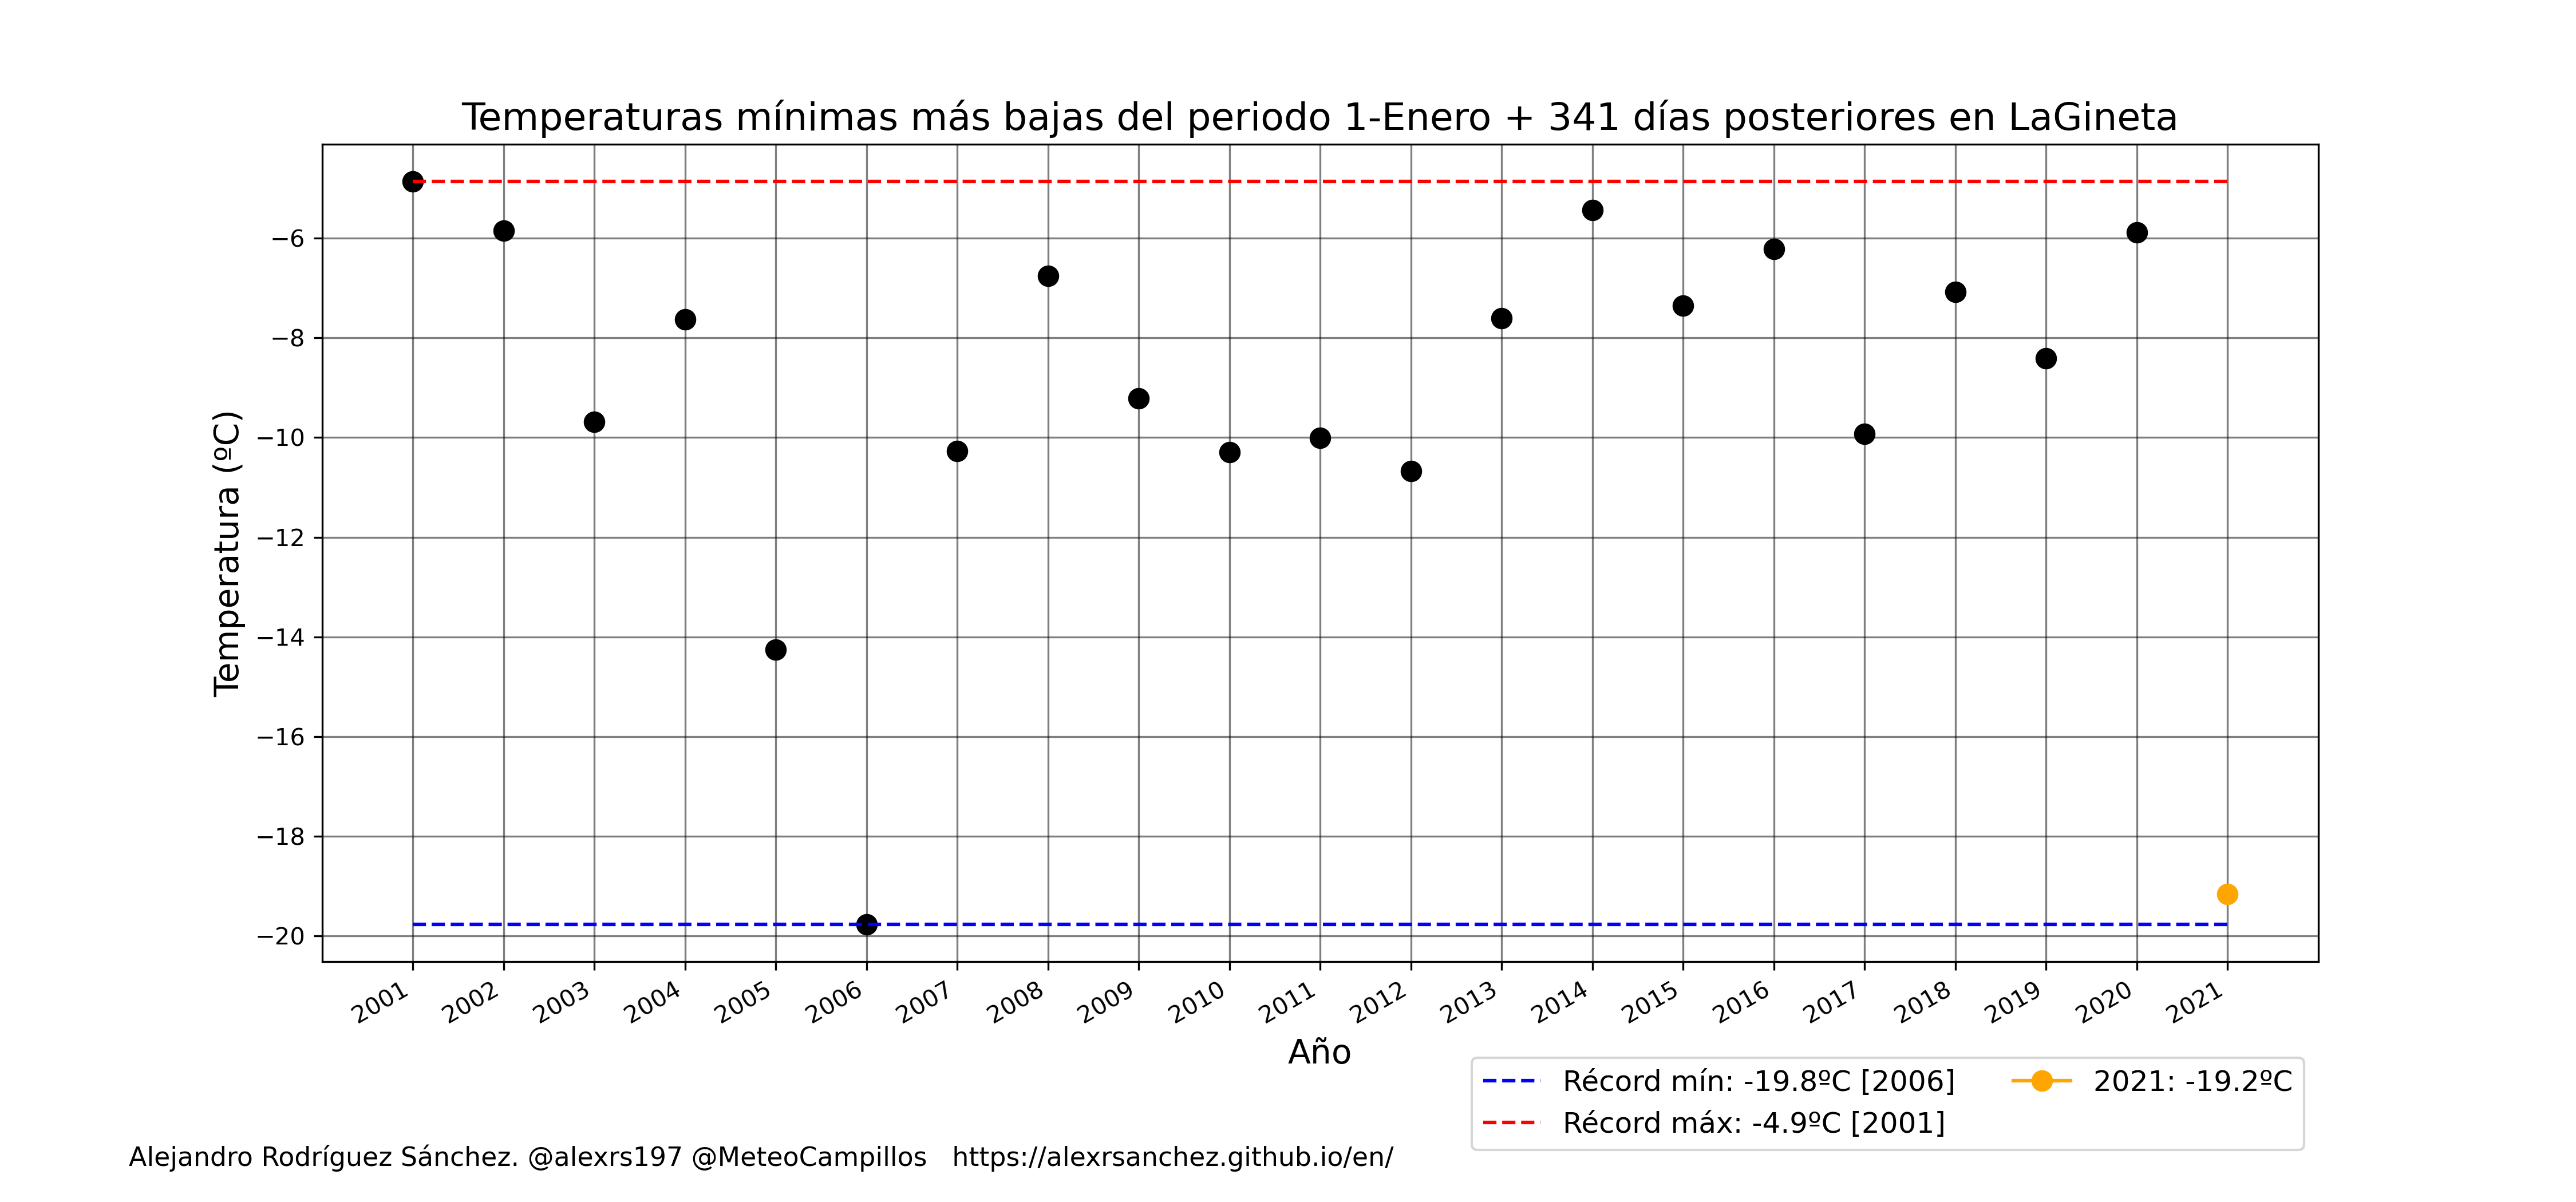 Temperaturas mínimas más bajas del periodo 1-Enero + 341 días posteriores en LaGineta
Temperatura (ºC)
−6
−8
−10
−12
−14
−16
−18
−20
2001 2002 2003 2004 2005 2006 2007 2008 2009 2010 2011 2012 2013 2014 2015 2016 2017 2018 2019 2020 2021
Año
Récord mín: -19.8ºC [2006]
Récord máx: -4.9ºC [2001]
2021: -19.2ºC
Alejandro Rodríguez Sánchez. @alexrs197 @MeteoCampillos https://alexrsanchez.github.io/en/